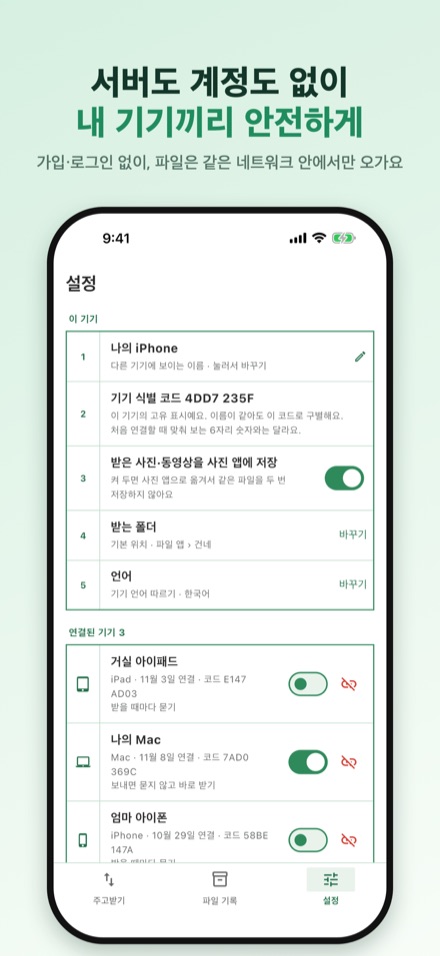 서버도 계정도 없이
내 기기끼리 안전하게
가입·로그인 없이, 파일은 같은 네트워크 안에서만 오가요
9:41
설정
이 기기
1
나의 iPhone
다른 기기에 보이는 이름 · 눌러서 바꾸기
2
기기 식별 코드 4DD7 235F
이 기기의 고유 표시예요. 이름이 같아도 이 코드로 구별해요.
처음 연결할 때 맞춰 보는 6자리 숫자와는 달라요.
3
받은 사진·동영상을 사진 앱에 저장
켜 두면 사진 앱으로 옮겨서 같은 파일을 두 번
저장하지 않아요
4
받는 폴더
기본 위치 · 파일 앱 › 건네
바꾸기
5
언어
기기 언어 따르기 · 한국어
바꾸기
연결된 기기 3
거실 아이패드
iPad · 11월 3일 연결 · 코드 E147
AD03
받을 때마다 묻기
나의 Mac
Mac · 11월 8일 연결 · 코드 7AD0
369C
보내면 묻지 않고 바로 받기
엄마 아이폰
iPhone · 10월 29일 연결 · 코드 58BE
147A
받을 때마다 묻기
주고받기
파일 기록
설정